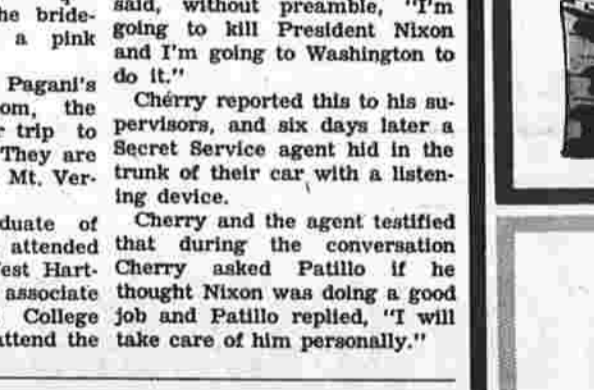 he bride-
a pink
Pagani's
om, the
trip to
They are
Mt. Ver-
duate of
attended
est Hart-
associate
College
ttend the
said, without preamble, "I'm
going to kill President Nixon
and I'm going to Washington to
do it."
Cherry reported this to his su-
pervisors, and six days later a
Secret Service agent hid in the
trunk of their car with a listen-
ing device.
Cherry and the agent testified
that during the conversation
Cherry asked Patillo if he
thought Nixon was doing a good
job and Patillo replied, "I will
take care of him personally."